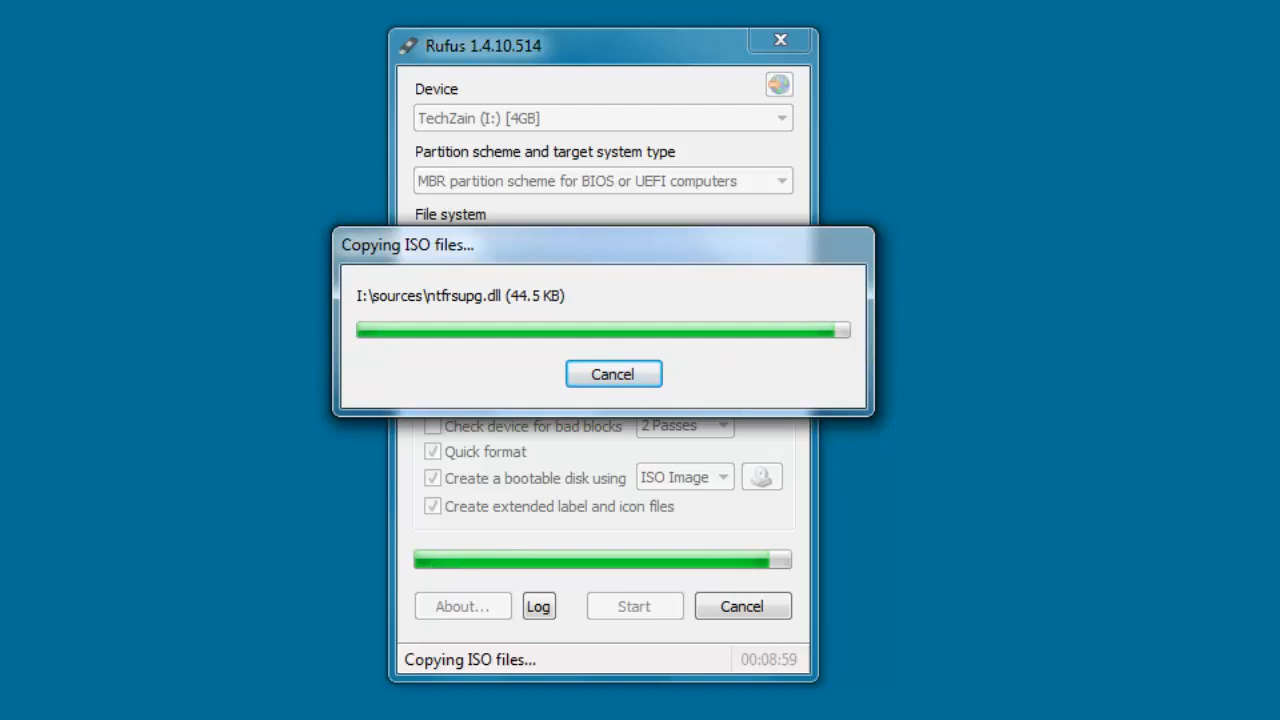 Rufus 1.4.10.514
Device
TechZain (I:) [4GB]
Partition scheme and target system type
MBR partition scheme for BIOS or UEFI computers
File system
Copying ISO files...
I:\sources\ntfrsupg.dll (44.5 KB)
Cancel
Check device for bad blocks 2 Passes
Quick format
Create a bootable disk using ISO Image
Create extended label and icon files
About... Log Start Cancel
Copying ISO files... 00:08:59